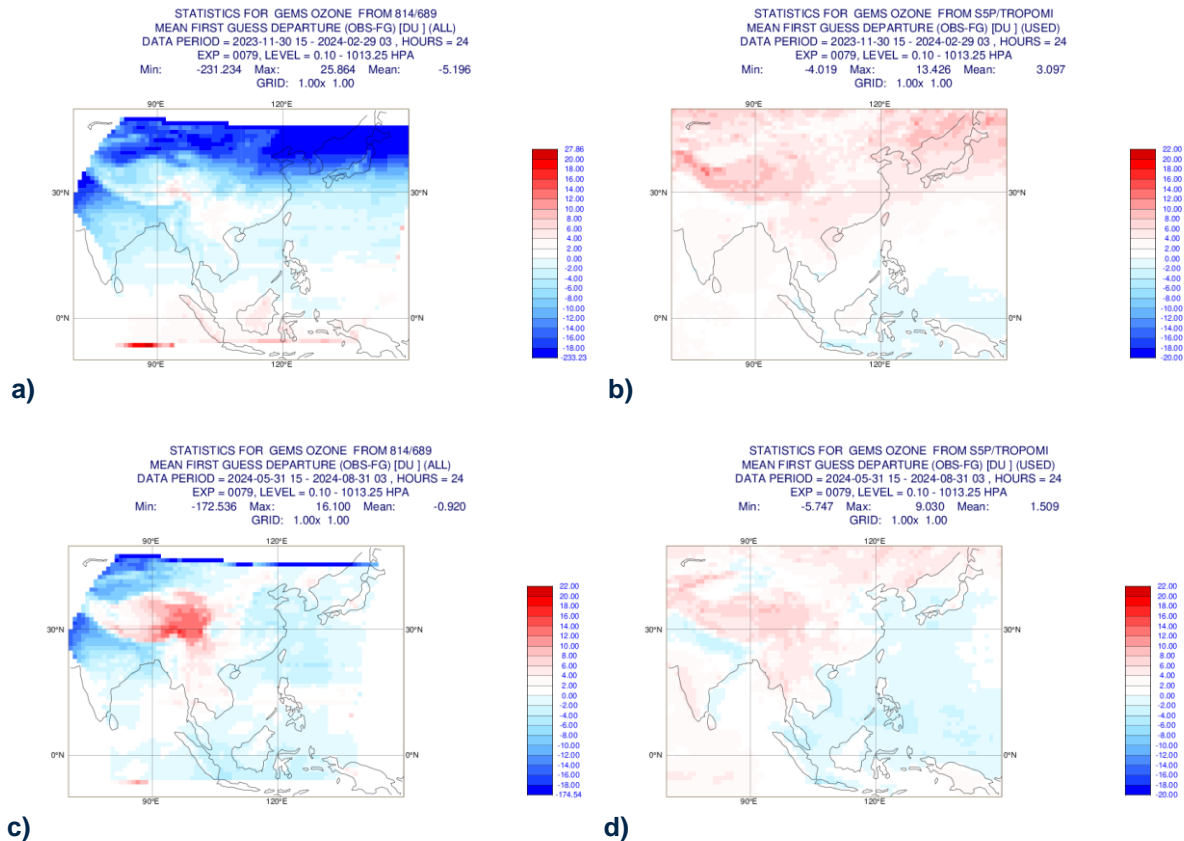 STATISTICS FOR GEMS OZONE FROM 814/689
MEAN FIRST GUESS DEPARTURE (OBS-FG) [DU ] (ALL)
DATA PERIOD = 2023-11-30 15 - 2024-02-29 03 , HOURS = 24
EXP = 0079, LEVEL = 0.10 - 1013.25 HPA
Min: -231.234 Max: 25.864 Mean: -5.196
GRID: 1.00x 1.00
90°E 120°E
30°N 30°N
0°N 0°N
90°E 120°E
27.86
20.00
18.00
16.00
14.00
12.00
10.00
8.00
6.00
4.00
2.00
0.00
-2.00
-4.00
-6.00
-8.00
-10.00
-12.00
-14.00
-16.00
-18.00
-233.23
a)
STATISTICS FOR GEMS OZONE FROM S5P/TROPOMI
MEAN FIRST GUESS DEPARTURE (OBS-FG) [DU ] (USED)
DATA PERIOD = 2023-11-30 15 - 2024-02-29 03 , HOURS = 24
EXP = 0079, LEVEL = 0.10 - 1013.25 HPA
Min: -4.019 Max: 13.426 Mean: 3.097
GRID: 1.00x 1.00
90°E 120°E
30°N
0°N
90°E 120°E
22.00
20.00
18.00
16.00
14.00
12.00
10.00
8.00
6.00
4.00
2.00
0.00
-2.00
-4.00
-6.00
-8.00
-10.00
-12.00
-14.00
-16.00
-18.00
-20.00
b)
STATISTICS FOR GEMS OZONE FROM 814/689
MEAN FIRST GUESS DEPARTURE (OBS-FG) [DU ] (ALL)
DATA PERIOD = 2024-05-31 15 - 2024-08-31 03 , HOURS = 24
EXP = 0079, LEVEL = 0.10 - 1013.25 HPA
Min: -172.536 Max: 16.100 Mean: -0.920
GRID: 1.00x 1.00
90°E 120°E
30°N 30°N
0°N 0°N
90°E 120°E
22.00
20.00
18.00
16.00
14.00
12.00
10.00
8.00
6.00
4.00
2.00
0.00
-2.00
-4.00
-6.00
-8.00
-10.00
-12.00
-14.00
-16.00
-18.00
-174.54
c)
STATISTICS FOR GEMS OZONE FROM S5P/TROPOMI
MEAN FIRST GUESS DEPARTURE (OBS-FG) [DU ] (USED)
DATA PERIOD = 2024-05-31 15 - 2024-08-31 03 , HOURS = 24
EXP = 0079, LEVEL = 0.10 - 1013.25 HPA
Min: -5.747 Max: 9.030 Mean: 1.509
GRID: 1.00x 1.00
90°E 120°E
30°N
0°N
90°E 120°E
22.00
20.00
18.00
16.00
14.00
12.00
10.00
8.00
6.00
4.00
2.00
0.00
-2.00
-4.00
-6.00
-8.00
-10.00
-12.00
-14.00
-16.00
-18.00
-20.00
d)